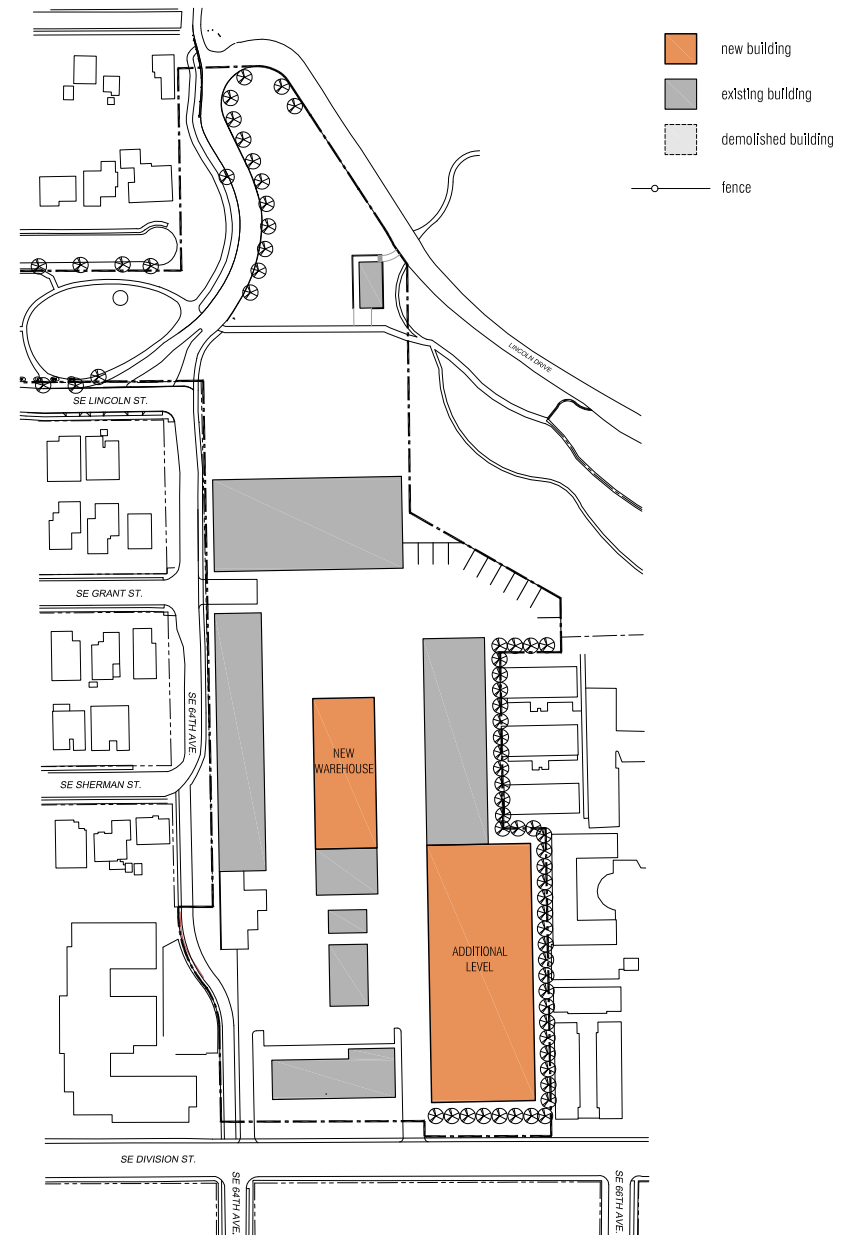 new building
existing building
demolished building
fence
LINCOLN DRIVE
SE LINCOLN ST.
SE GRANT ST.
SE 64TH AVE.
NEW
WAREHOUSE
SE SHERMAN ST.
ADDITIONAL
LEVEL
SE DIVISION ST.
SE 64TH AVE.
SE 66TH AVE.